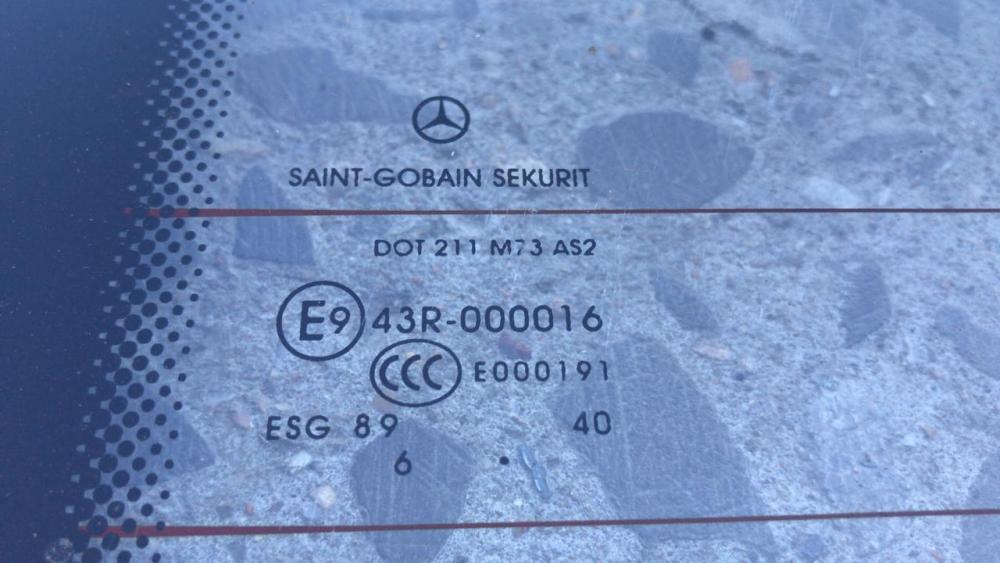 SAINT-GOBAIN SEKURIT
DOT 211 M73 AS2
E9 43R-000016
CCC E000191
ESG 89 40
6 .